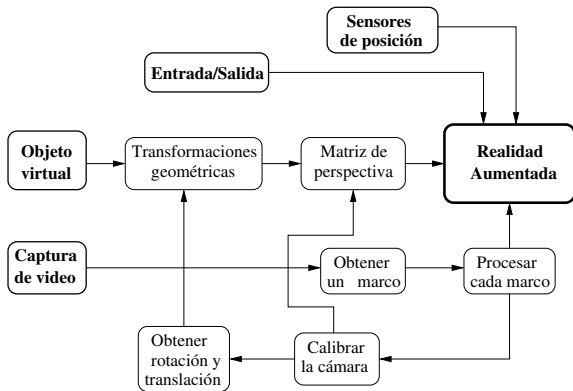 Sensores
de posición
Entrada/Salida
Objeto
virtual
Transformaciones
geométricas
Matriz de
perspectiva
Realidad
Aumentada
Captura
de video
Obtener
un marco
Procesar
cada marco
Obtener
rotación y
translación
Calibrar
la cámara